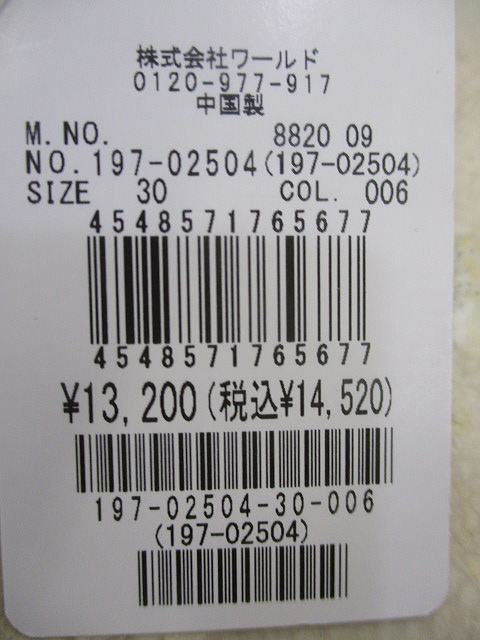 株式会社ワールド
0120-977-917
中国製
M. NO. 8820 09
NO. 197-02504(197-02504)
SIZE 30 COL. 006
4548571765677
4548571765677
¥13,200(税込¥14,520)
197-02504-30-006
(197-02504)